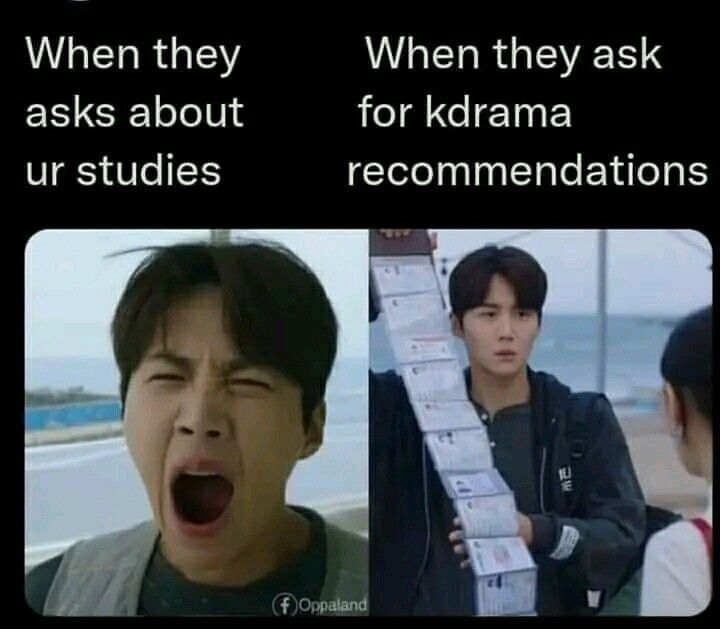 When they
asks about
ur studies
When they ask
for kdrama
recommendations
Oppaland